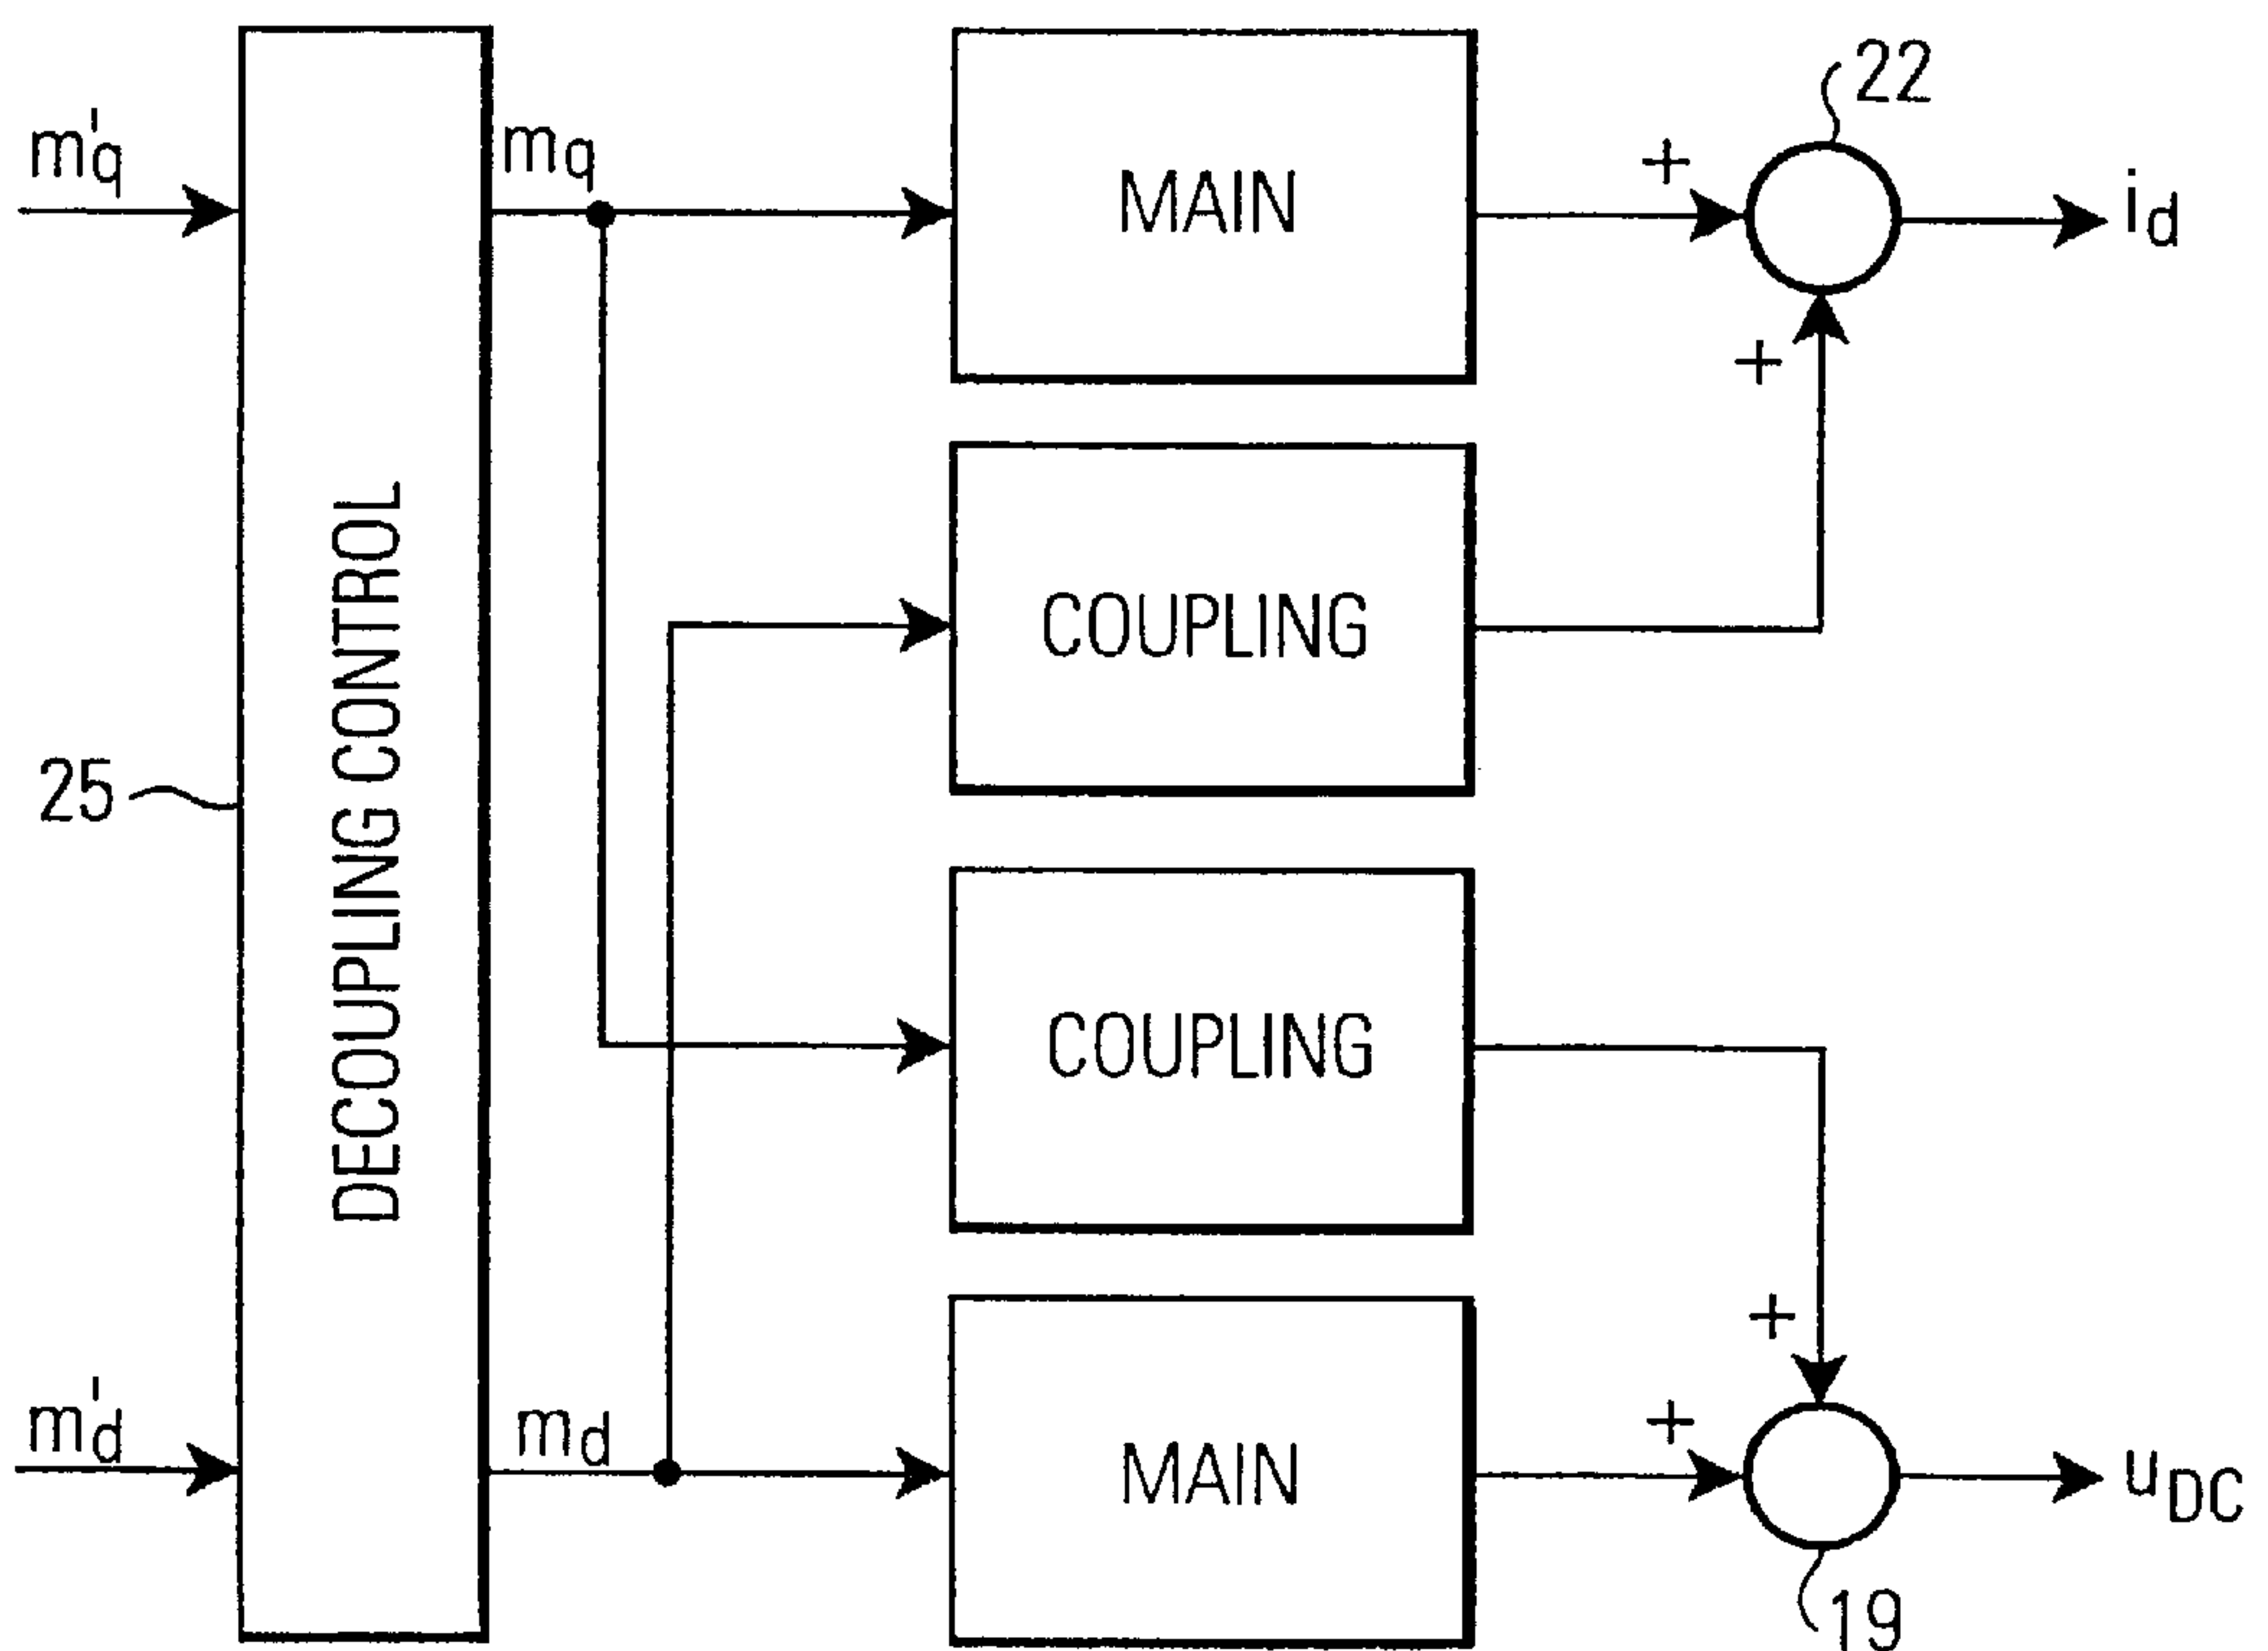 22
m'q
mq
+
MAIN
id
+
COUPLING
DECOUPLING CONTROL
25
COUPLING
+
m'd
md
+
MAIN
uDC
19